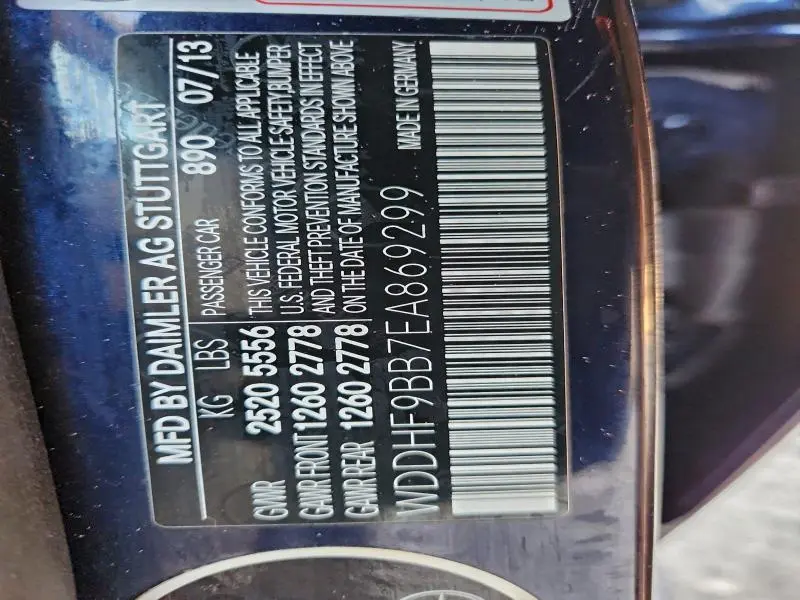 MFD BY DAIMLER AG STUTTGART
KG LBS PASSENGER CAR 890 07/13
GVWR 2520 5556 THIS VEHICLE CONFORMS TO ALL APPLICABLE
U.S. FEDERAL MOTOR VEHICLE SAFETY, BUMPER
GAWR FRONT 1260 2778 AND THEFT PREVENTION STANDARDS IN EFFECT
GAWR REAR 1260 2778 ON THE DATE OF MANUFACTURE SHOWN ABOVE
WDDHF9BB7EA869299 MADE IN GERMANY